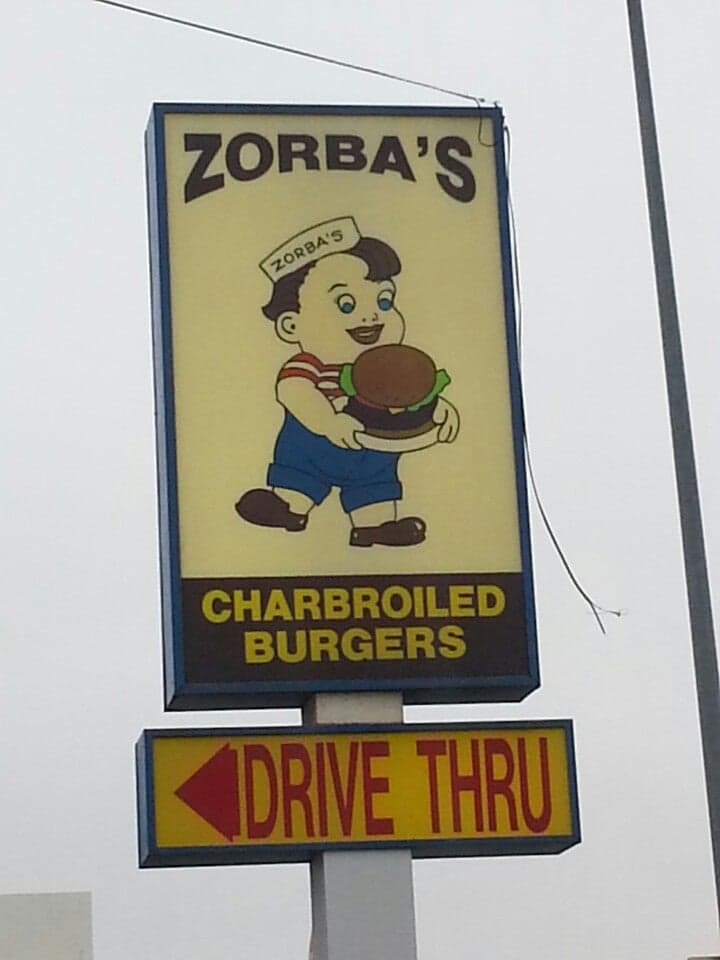 ZORBA'S
ZORBA'S
CHARBROILED
BURGERS
DRIVE THRU